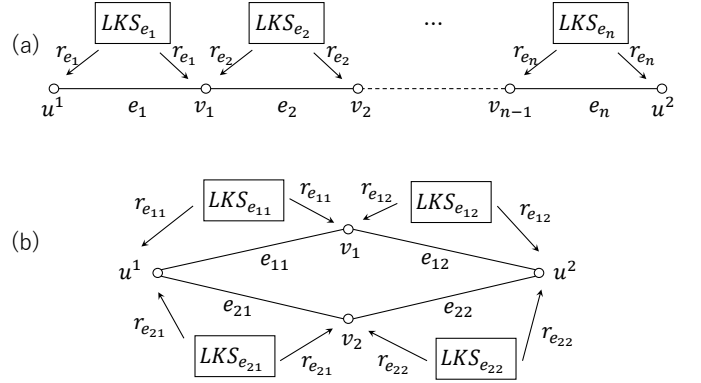 (a)
LKS_{e_1} LKS_{e_2} ... LKS_{e_n}
r_{e_1} r_{e_1} r_{e_2} r_{e_2} r_{e_n} r_{e_n}
u^1 e_1 v_1 e_2 v_2 v_{n-1} e_n u^2
(b)
LKS_{e_{11}} LKS_{e_{12}}
r_{e_{11}} r_{e_{11}} r_{e_{12}} r_{e_{12}}
v_1
e_{11} e_{12}
u^1 u^2
e_{21} e_{22}
v_2
r_{e_{21}} r_{e_{21}} r_{e_{22}} r_{e_{22}}
LKS_{e_{21}} LKS_{e_{22}}